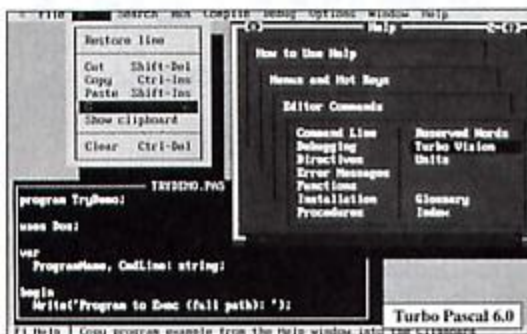 File Search Run Compile Debug Options Window Help
Restore line
Cut Shift-Del
Copy Ctrl-Ins
Paste Shift-Ins
Show clipboard
Clear Ctrl-Del
Help
How to Use Help
Menus and Hot Keys
Editor Commands
Command Line Reserved Words
Debugging Turbo Vision
Directives Units
Error Messages
Functions
Installation Glossary
Procedures Index
TRYDEMO.PAS
program TryDemo;
uses Dos;
var
ProgramName, CmdLine: string;
begin
Write('Program to Exec (full path): ');
Turbo Pascal 6.0
F1 Help Copy program example from the Help window into the Clipboard